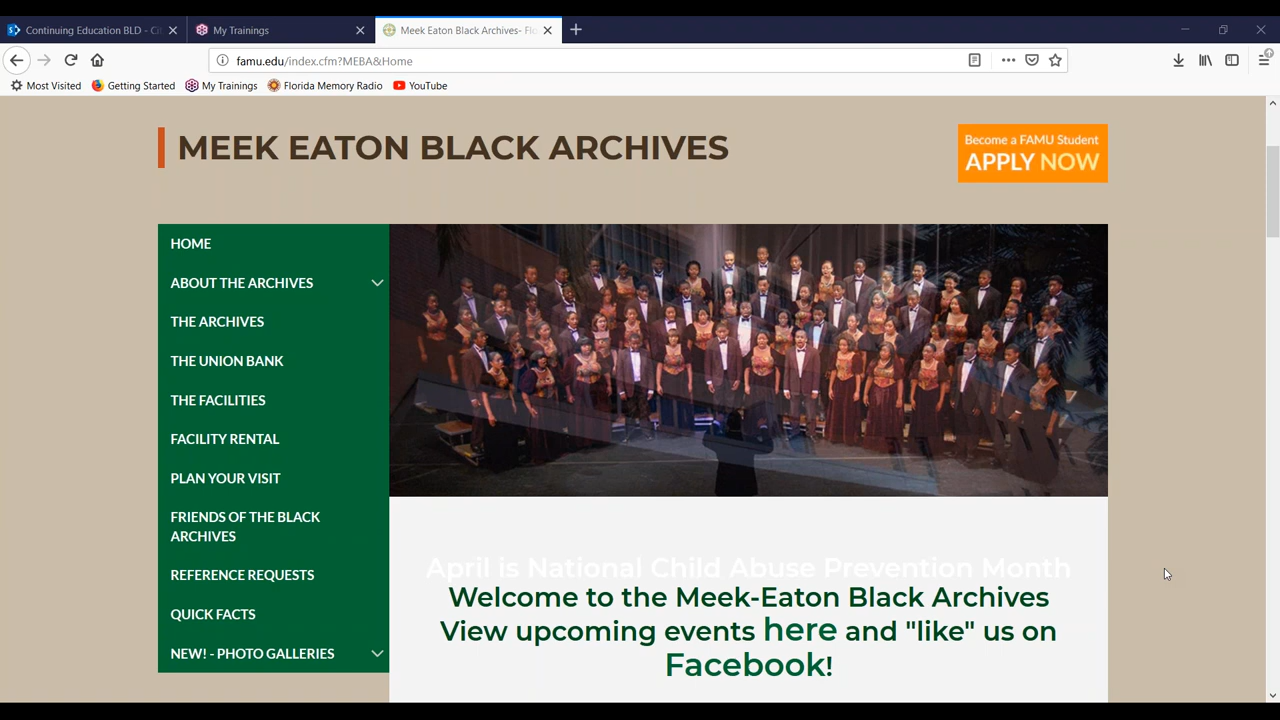 Continuing Education BLD - Ci
My Trainings
Meek Eaton Black Archives- Flo
famu.edu/index.cfm?MEBA&Home
Most Visited
Getting Started
My Trainings
Florida Memory Radio
YouTube
MEEK EATON BLACK ARCHIVES
Become a FAMU Student
APPLY NOW
HOME
ABOUT THE ARCHIVES
THE ARCHIVES
THE UNION BANK
THE FACILITIES
FACILITY RENTAL
PLAN YOUR VISIT
FRIENDS OF THE BLACK
ARCHIVES
REFERENCE REQUESTS
QUICK FACTS
NEW! - PHOTO GALLERIES
April is National Child Abuse Prevention Month
Welcome to the Meek-Eaton Black Archives
View upcoming events here and "like" us on
Facebook!